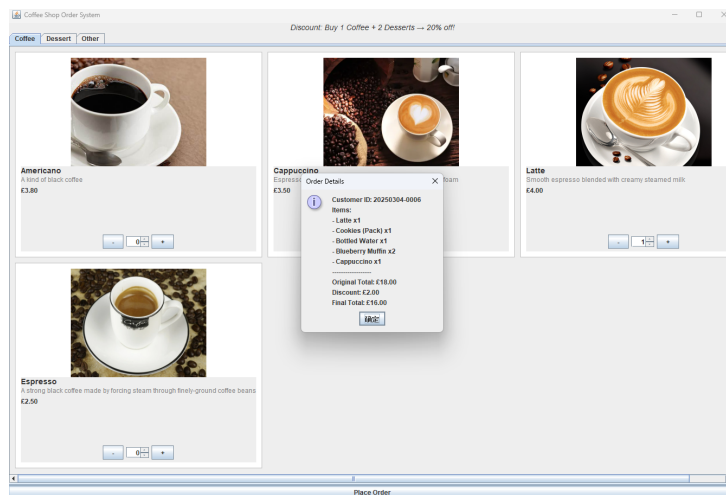 Coffee Shop Order System
Discount: Buy 1 Coffee + 2 Desserts → 20% off!
Coffee Dessert Other
Americano
A kind of black coffee
£3.80
- 0 +
Cappuccino
Espresso
foam
£3.50
Latte
Smooth espresso blended with creamy steamed milk
£4.00
- 1 +
Order Details
Customer ID: 20250304-0006
Items:
- Latte x1
- Cookies (Pack) x1
- Bottled Water x1
- Blueberry Muffin x2
- Cappuccino x1
------------------
Original Total: £18.00
Discount: £2.00
Final Total: £16.00
Espresso
A strong black coffee made by forcing steam through finely-ground coffee beans
£2.50
- 0 +
Place Order